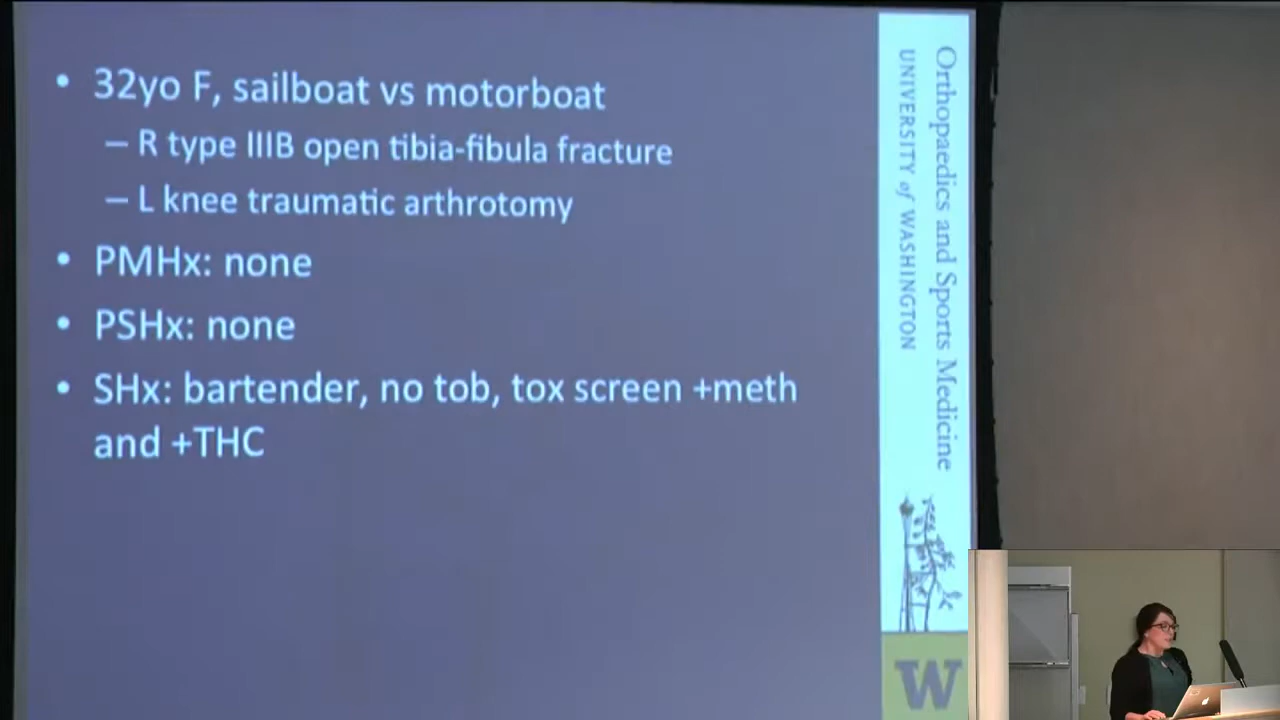 • 32yo F, sailboat vs motorboat
– R type IIIB open tibia-fibula fracture
– L knee traumatic arthrotomy
• PMHx: none
• PSHx: none
• SHx: bartender, no tob, tox screen +meth
and +THC
Orthopaedics and Sports Medicine
UNIVERSITY of WASHINGTON
W